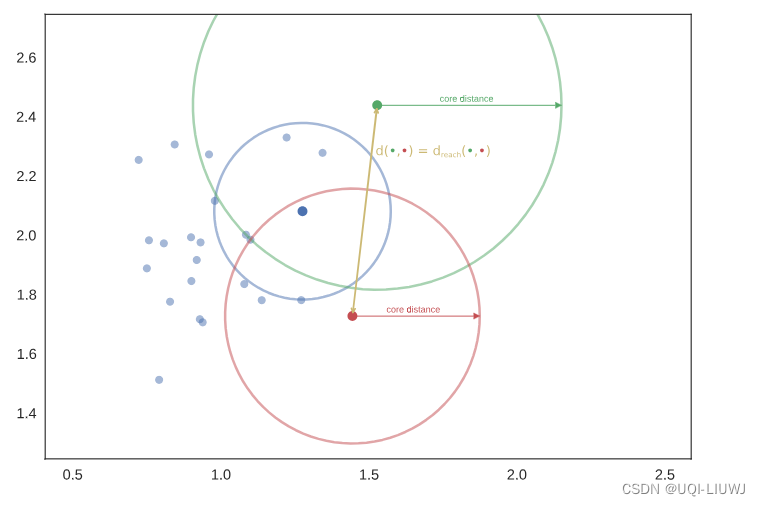 2.6
2.4
2.2
2.0
1.8
1.6
1.4
core distance
d(•,•) = dreach(•,•)
core distance
0.5 1.0 1.5 2.0 2.5
CSDN @UQI-LIUWJ